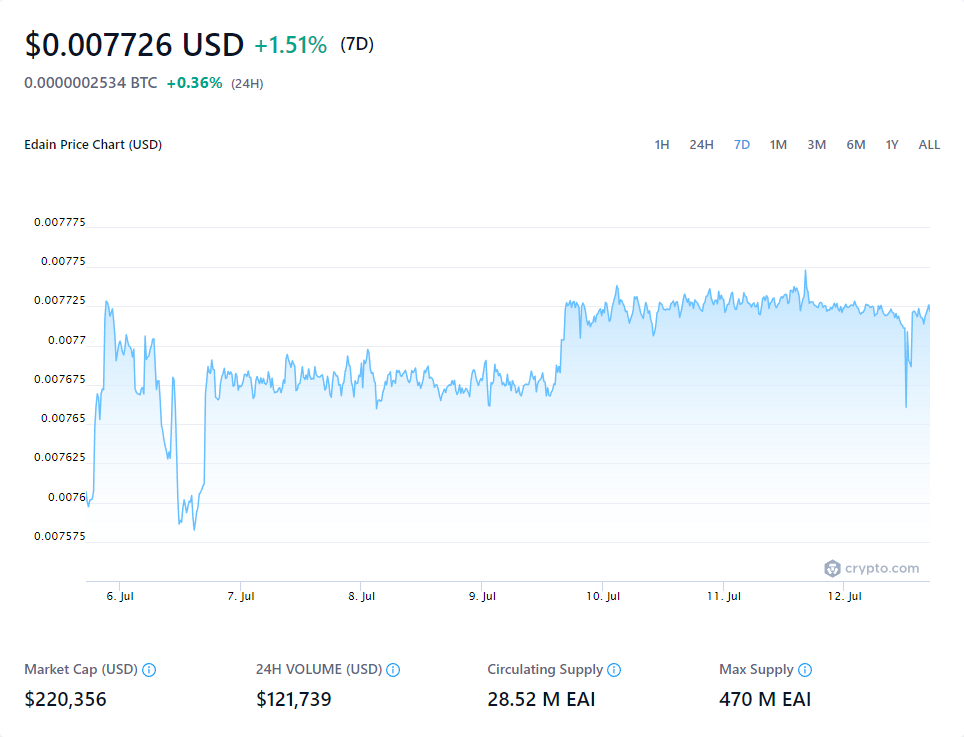 $0.007726 USD +1.51% (7D)
0.0000002534 BTC +0.36% (24H)
Edain Price Chart (USD) 1H 24H 7D 1M 3M 6M 1Y ALL
0.007775
0.00775
0.007725
0.0077
0.007675
0.00765
0.007625
0.0076
0.007575
crypto.com
6. Jul 7. Jul 8. Jul 9. Jul 10. Jul 11. Jul 12. Jul
Market Cap (USD) 24H VOLUME (USD) Circulating Supply Max Supply
$220,356 $121,739 28.52 M EAI 470 M EAI